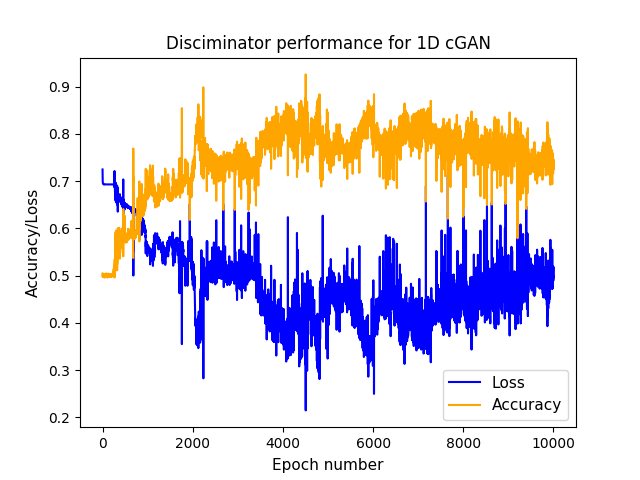 Disciminator performance for 1D cGAN
Accuracy/Loss
0.9
0.8
0.7
0.6
0.5
0.4
0.3
0.2
0
2000
4000
6000
8000
10000
Epoch number
Loss
Accuracy